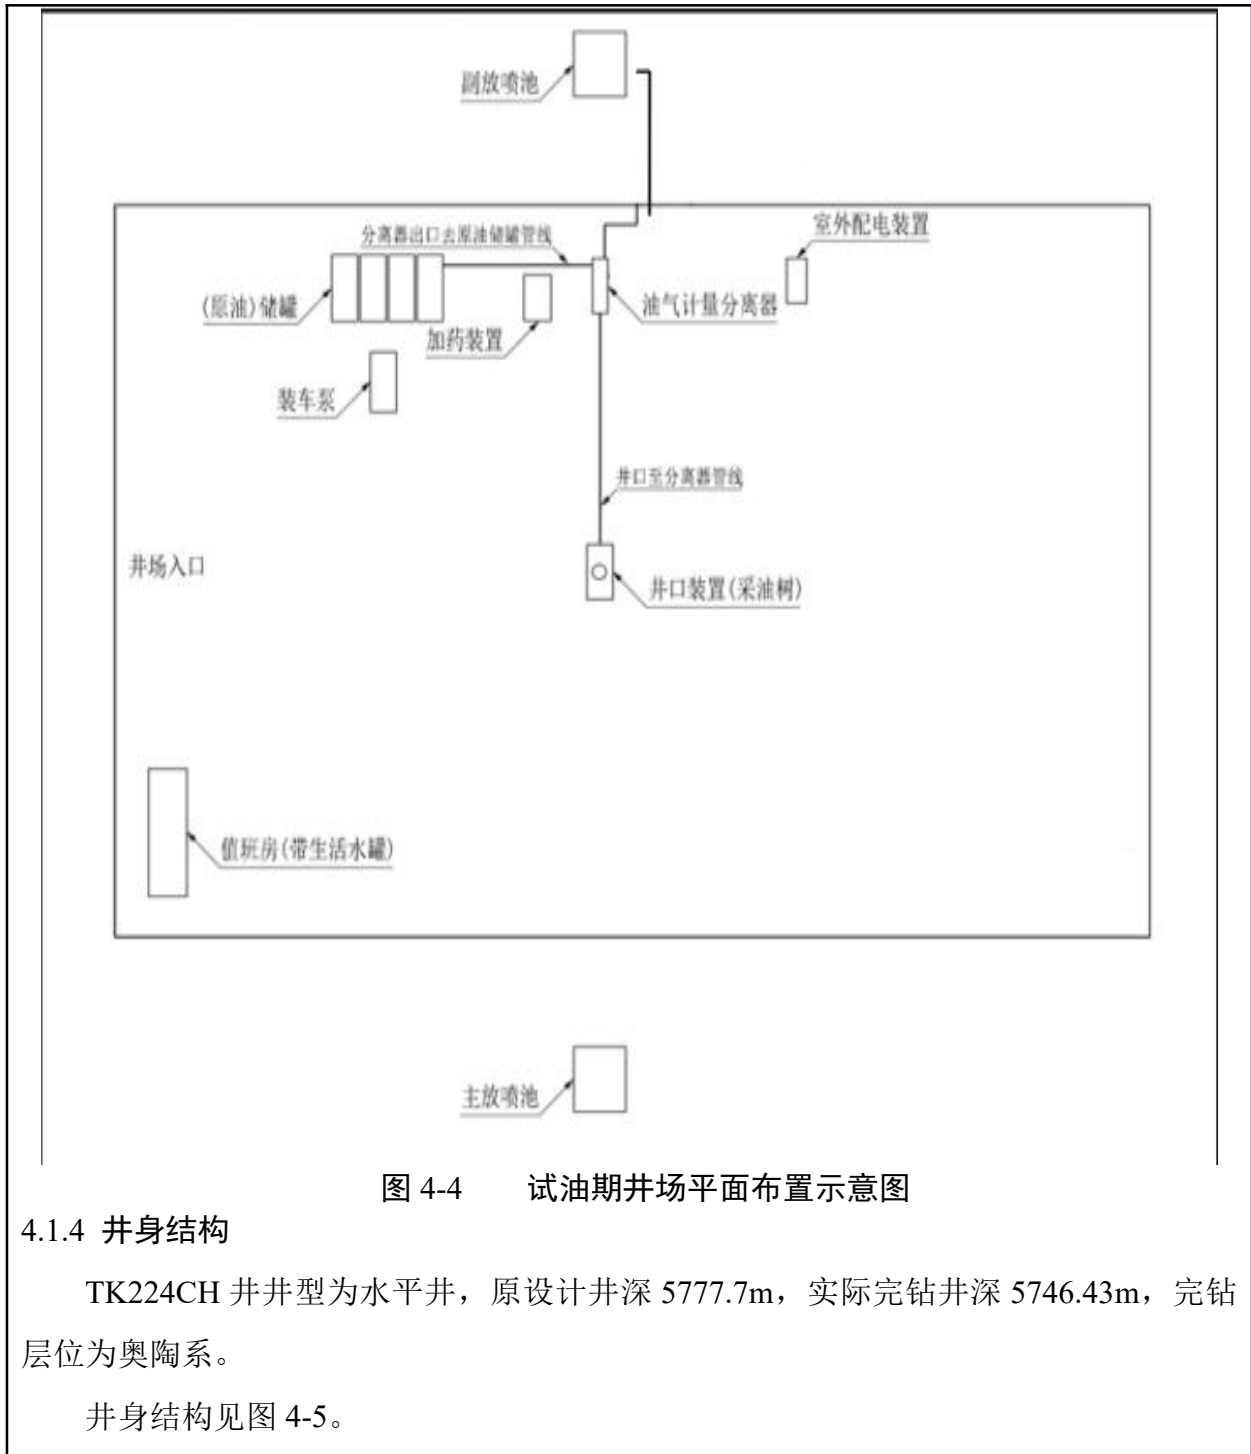 副放喷池
室外配电装置
分离器出口去原油储罐管线
(原油)储罐
油气计量分离器
加药装置
装车泵
井口至分离器管线
井场入口
井口装置(采油树)
值班房(带生活水罐)
主放喷池
图 4-4 试油期井场平面布置示意图
4.1.4 井身结构
TK224CH 井井型为水平井，原设计井深 5777.7m，实际完钻井深 5746.43m，完钻
层位为奥陶系。
井身结构见图 4-5。